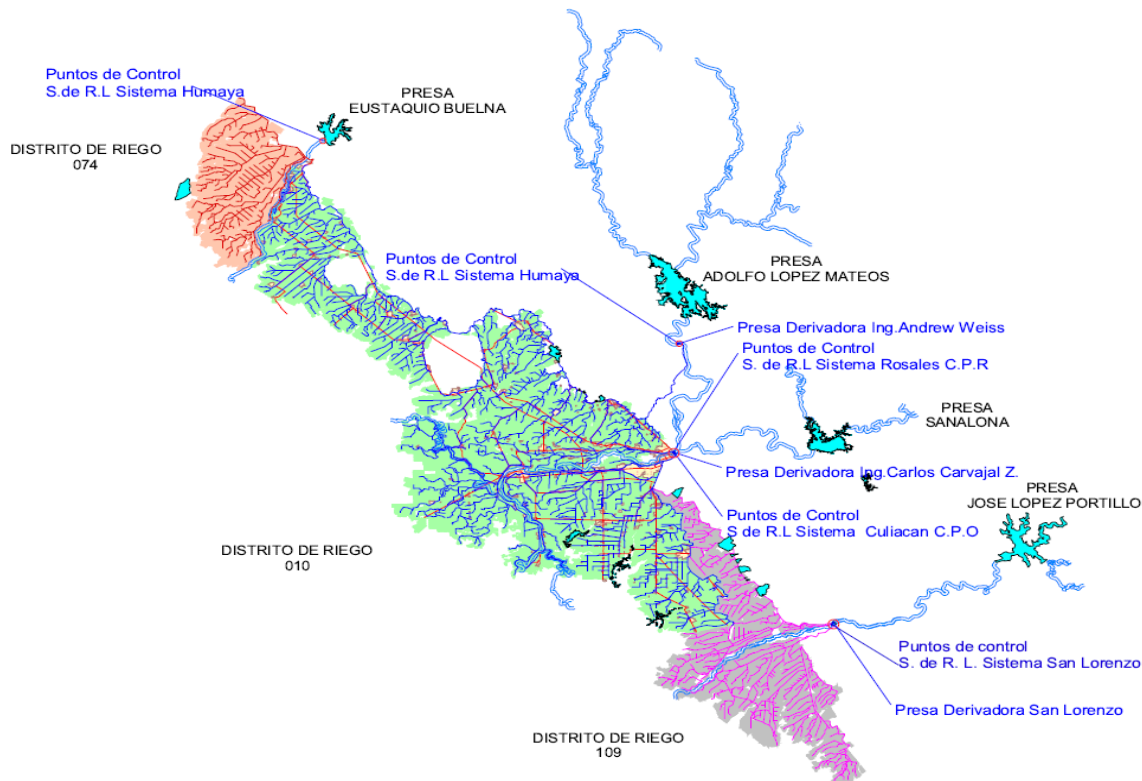 Puntos de Control
S.de R.L Sistema Humaya
PRESA
EUSTAQUIO BUELNA
DISTRITO DE RIEGO
074
Puntos de Control
S.de R.L Sistema Humaya
PRESA
ADOLFO LOPEZ MATEOS
Presa Derivadora Ing.Andrew Weiss
Puntos de Control
S. de R.L Sistema Rosales C.P.R
PRESA
SANALONA
Presa Derivadora Ing.Carlos Carvajal Z.
PRESA
JOSE LOPEZ PORTILLO
Puntos de Control
S de R.L Sistema Culiacan C.P.O
DISTRITO DE RIEGO
010
Puntos de control
S. de R. L. Sistema San Lorenzo
Presa Derivadora San Lorenzo
DISTRITO DE RIEGO
109